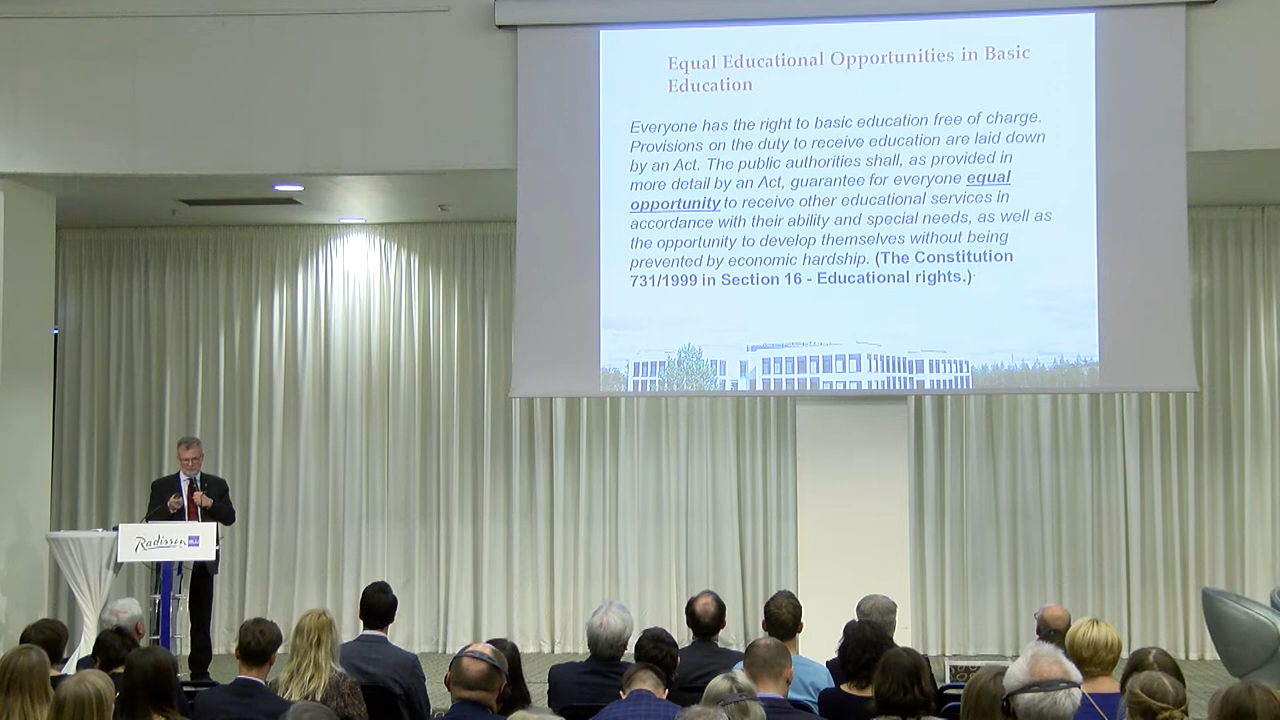 Equal Educational Opportunities in Basic
Education
Everyone has the right to basic education free of charge.
Provisions on the duty to receive education are laid down
by an Act. The public authorities shall, as provided in
more detail by an Act, guarantee for everyone equal
opportunity to receive other educational services in
accordance with their ability and special needs, as well as
the opportunity to develop themselves without being
prevented by economic hardship. (The Constitution
731/1999 in Section 16 - Educational rights.)
Radisson BLU